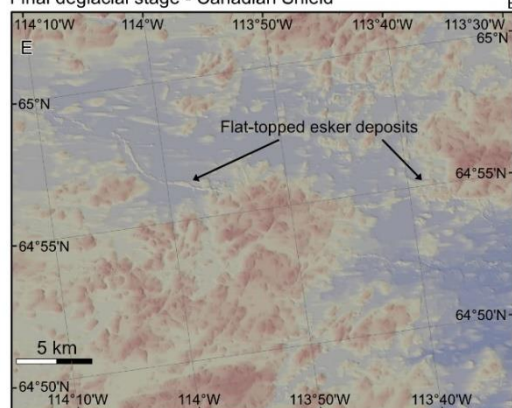 Final deglacial stage - Canadian Shield
114°10'W 114°W 113°50'W 113°40'W 113°30'W
65°N
E
65°N
Flat-topped esker deposits
64°55'N
64°55'N
64°50'N
5 km
64°50'N
114°10'W 114°W 113°50'W 113°40'W